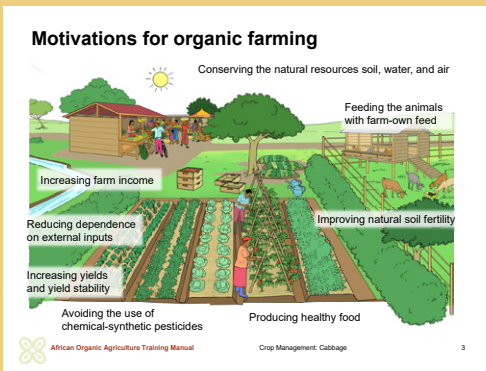 Motivations for organic farming
Conserving the natural resources soil, water, and air
Feeding the animals
with farm-own feed
Increasing farm income
Improving natural soil fertility
Reducing dependence
on external inputs
Increasing yields
and yield stability
Avoiding the use of
chemical-synthetic pesticides
Producing healthy food
African Organic Agriculture Training Manual
Crop Management: Cabbage
3